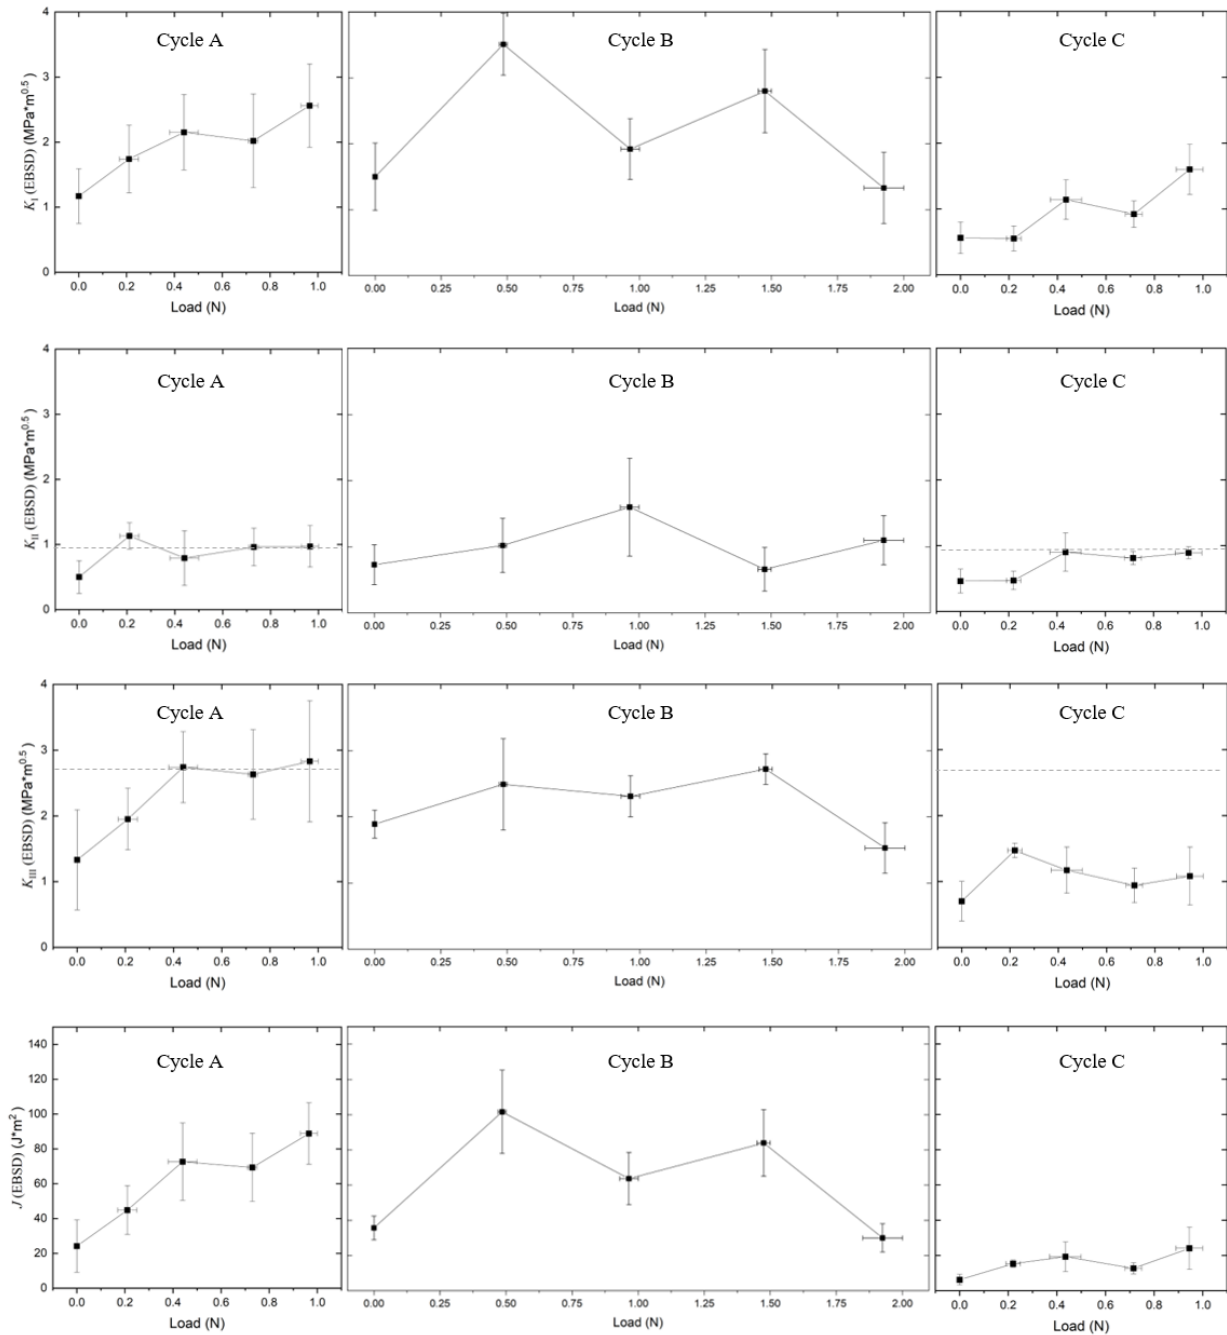 Cycle A
Cycle B
Cycle C
K_I (EBSD) (MPa*m^0.5)
4
3
2
1
0
0.0 0.2 0.4 0.6 0.8 1.0
Load (N)
0.00 0.25 0.50 0.75 1.00 1.25 1.50 1.75 2.00
Load (N)
0.0 0.2 0.4 0.6 0.8 1.0
Load (N)
Cycle A
Cycle B
Cycle C
K_II (EBSD) (MPa*m^0.5)
4
3
2
1
0
0.0 0.2 0.4 0.6 0.8 1.0
Load (N)
0.00 0.25 0.50 0.75 1.00 1.25 1.50 1.75 2.00
Load (N)
0.0 0.2 0.4 0.6 0.8 1.0
Load (N)
Cycle A
Cycle B
Cycle C
K_III (EBSD) (MPa*m^0.5)
4
3
2
1
0
0.0 0.2 0.4 0.6 0.8 1.0
Load (N)
0.00 0.25 0.50 0.75 1.00 1.25 1.50 1.75 2.00
Load (N)
0.0 0.2 0.4 0.6 0.8 1.0
Load (N)
Cycle A
Cycle B
Cycle C
J (EBSD) (J*m^2)
140
120
100
80
60
40
20
0
0.0 0.2 0.4 0.6 0.8 1.0
Load (N)
0.00 0.25 0.50 0.75 1.00 1.25 1.50 1.75 2.00
Load (N)
0.0 0.2 0.4 0.6 0.8 1.0
Load (N)